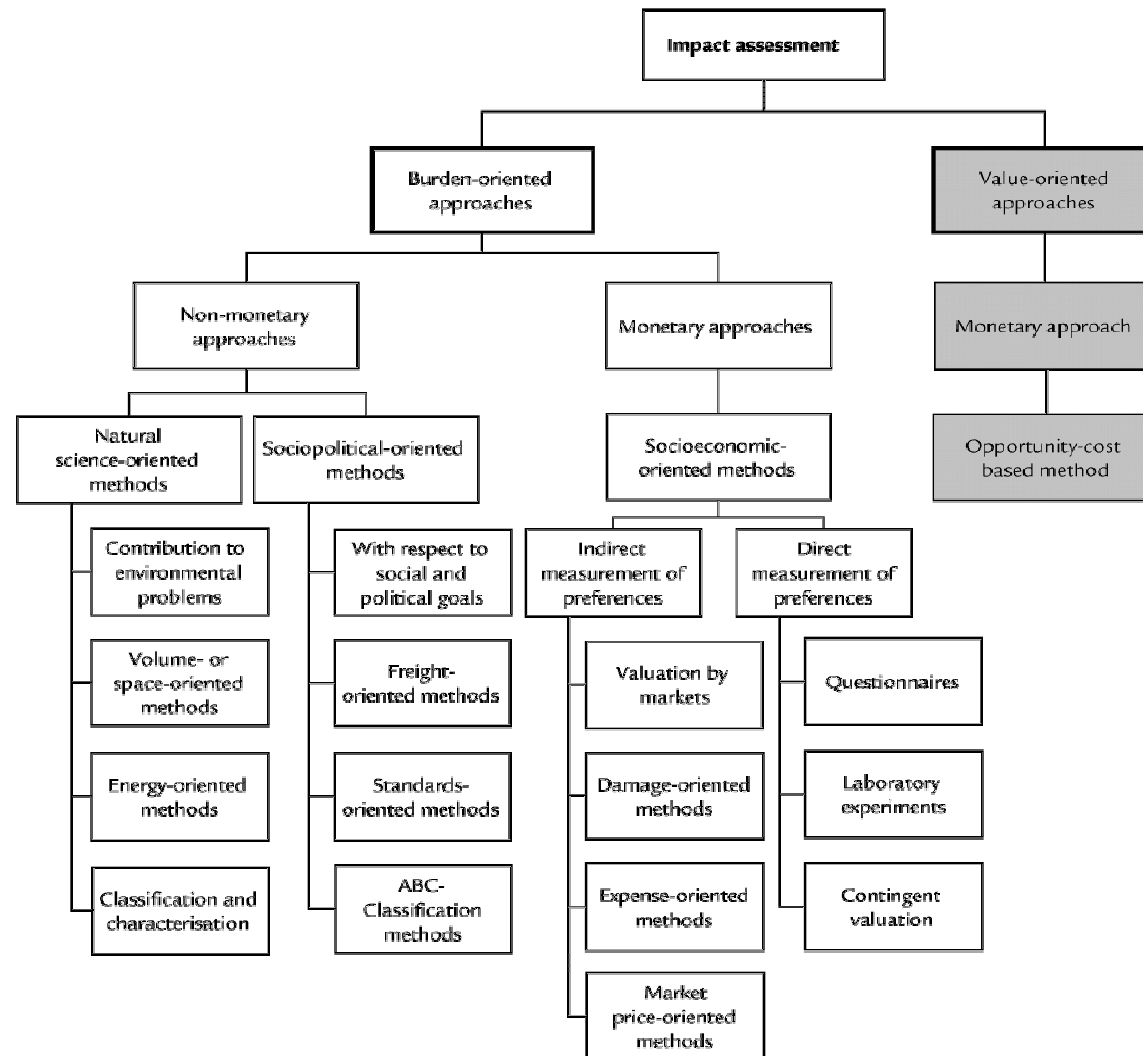 Impact assessment
Burden-oriented
approaches
Value-oriented
approaches
Non-monetary
approaches
Monetary approaches
Monetary approach
Natural
science-oriented
methods
Sociopolitical-oriented
methods
Socioeconomic-
oriented methods
Opportunity-cost
based method
Contribution to
environmental
problems
With respect to
social and
political goals
Indirect
measurement of
preferences
Direct
measurement of
preferences
Volume- or
space-oriented
methods
Freight-
oriented methods
Valuation by
markets
Questionnaires
Energy-oriented
methods
Standards-
oriented methods
Damage-oriented
methods
Laboratory
experiments
Classification and
characterisation
ABC-
Classification
methods
Expense-oriented
methods
Contingent
valuation
Market
price-oriented
methods